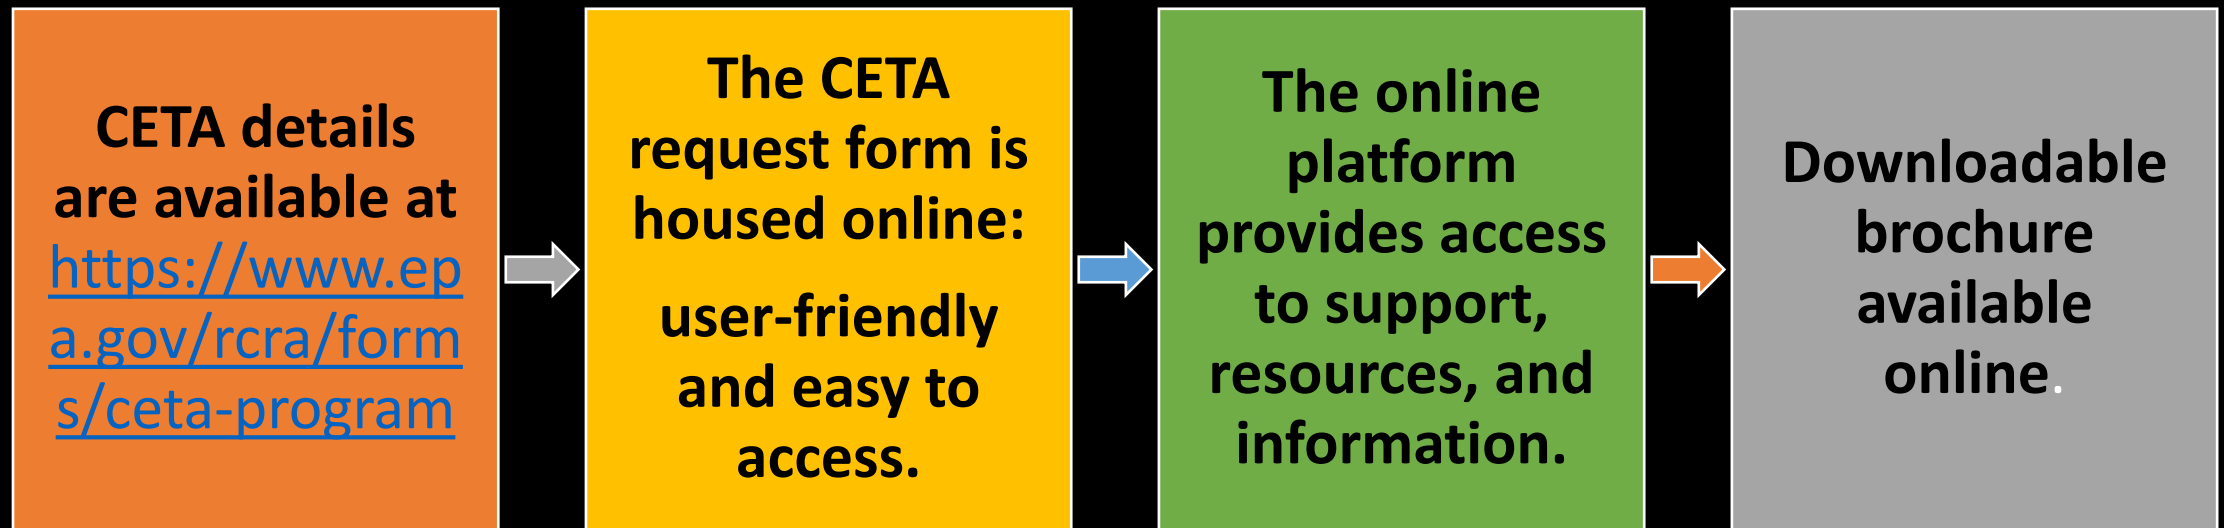 CETA details
are available at
https://www.ep
a.gov/rcra/form
s/ceta-program
The CETA
request form is
housed online:
user-friendly
and easy to
access.
The online
platform
provides access
to support,
resources, and
information.
Downloadable
brochure
available
online.